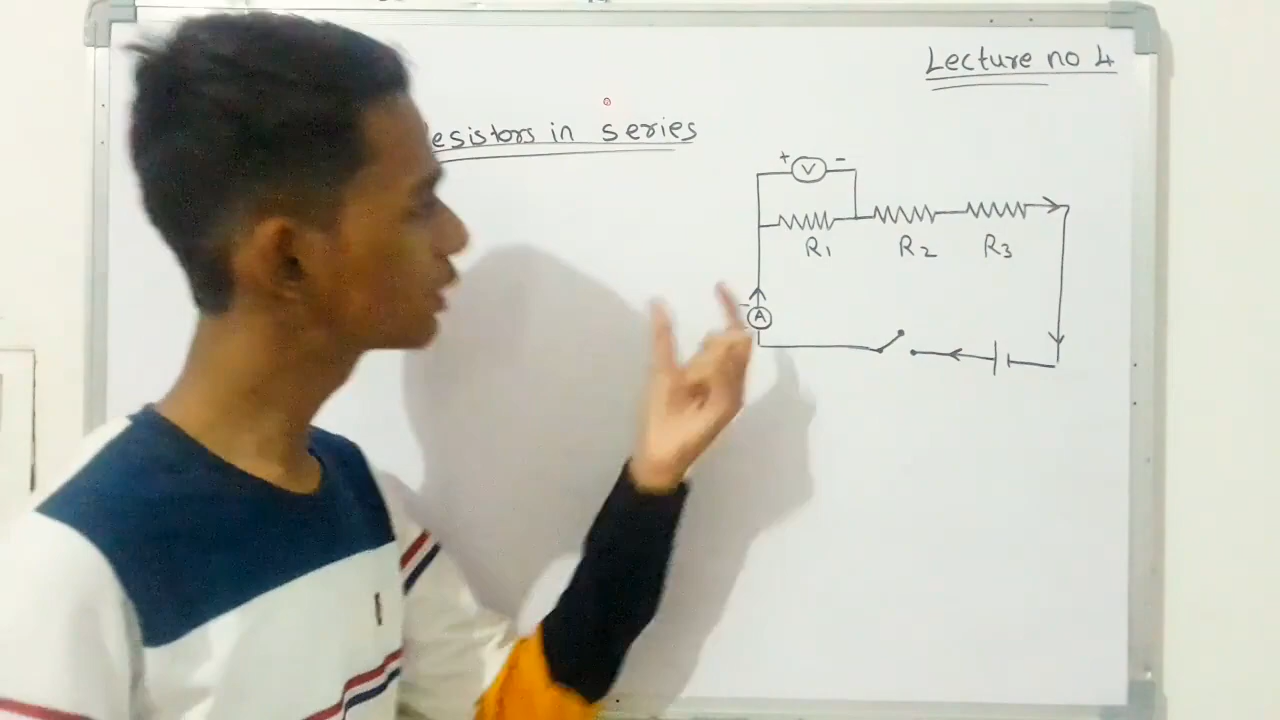 Lecture no 4
esistors in series
+ V -
R1 R2 R3
A